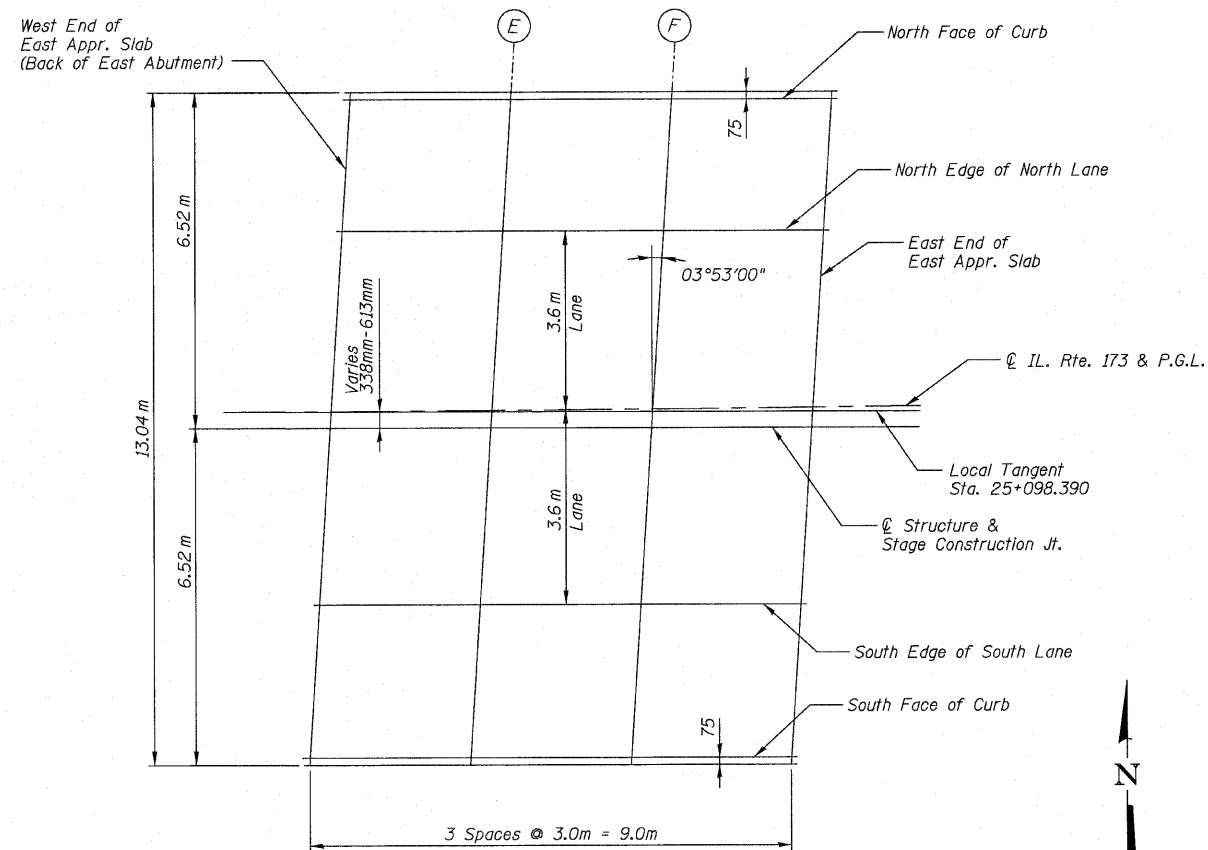 West End of
East Appr. Slab
(Back of East Abutment)
E
F
North Face of Curb
75
North Edge of North Lane
East End of
East Appr. Slab
03°53'00"
6.52 m
3.6 m
Lane
Varies
338mm-613mm
13.04 m
℄ IL. Rte. 173 & P.G.L.
Local Tangent
Sta. 25+098.390
℄ Structure &
Stage Construction Jt.
3.6 m
Lane
6.52 m
South Edge of South Lane
South Face of Curb
75
N
3 Spaces @ 3.0m = 9.0m